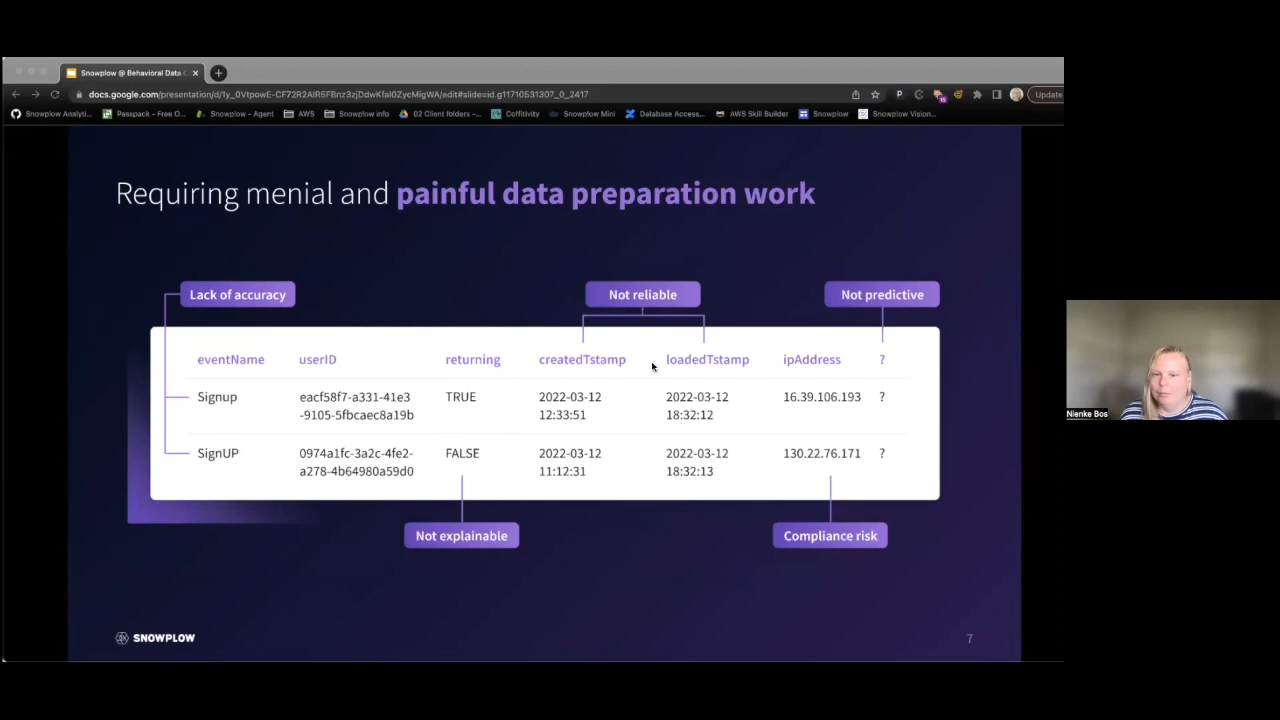 Snowplow @ Behavioral Data
docs.google.com/presentation/d/1y_0VtpowE-CF72R2AIR5FBnz3zjDdwKfal0ZycMigWA/edit#slide=id.g11710531307_0_2417
Update
Snowplow Analyti... Passpack - Free O... Snowplow - Agent AWS Snowplow info 02 Client folders -... Coffitivity Snowplow Mini Database Access... AWS Skill Builder Snowplow Snowplow Vision...
Requiring menial and painful data preparation work
Lack of accuracy Not reliable Not predictive
eventName userID returning createdTstamp loadedTstamp ipAddress ?
Signup eacf58f7-a331-41e3 TRUE 2022-03-12 2022-03-12 16.39.106.193 ?
-9105-5fbcaec8a19b 12:33:51 18:32:12
SignUP 0974a1fc-3a2c-4fe2- FALSE 2022-03-12 2022-03-12 130.22.76.171 ?
a278-4b64980a59d0 11:12:31 18:32:13
Not explainable Compliance risk
SNOWPLOW 7
Nienke Bos